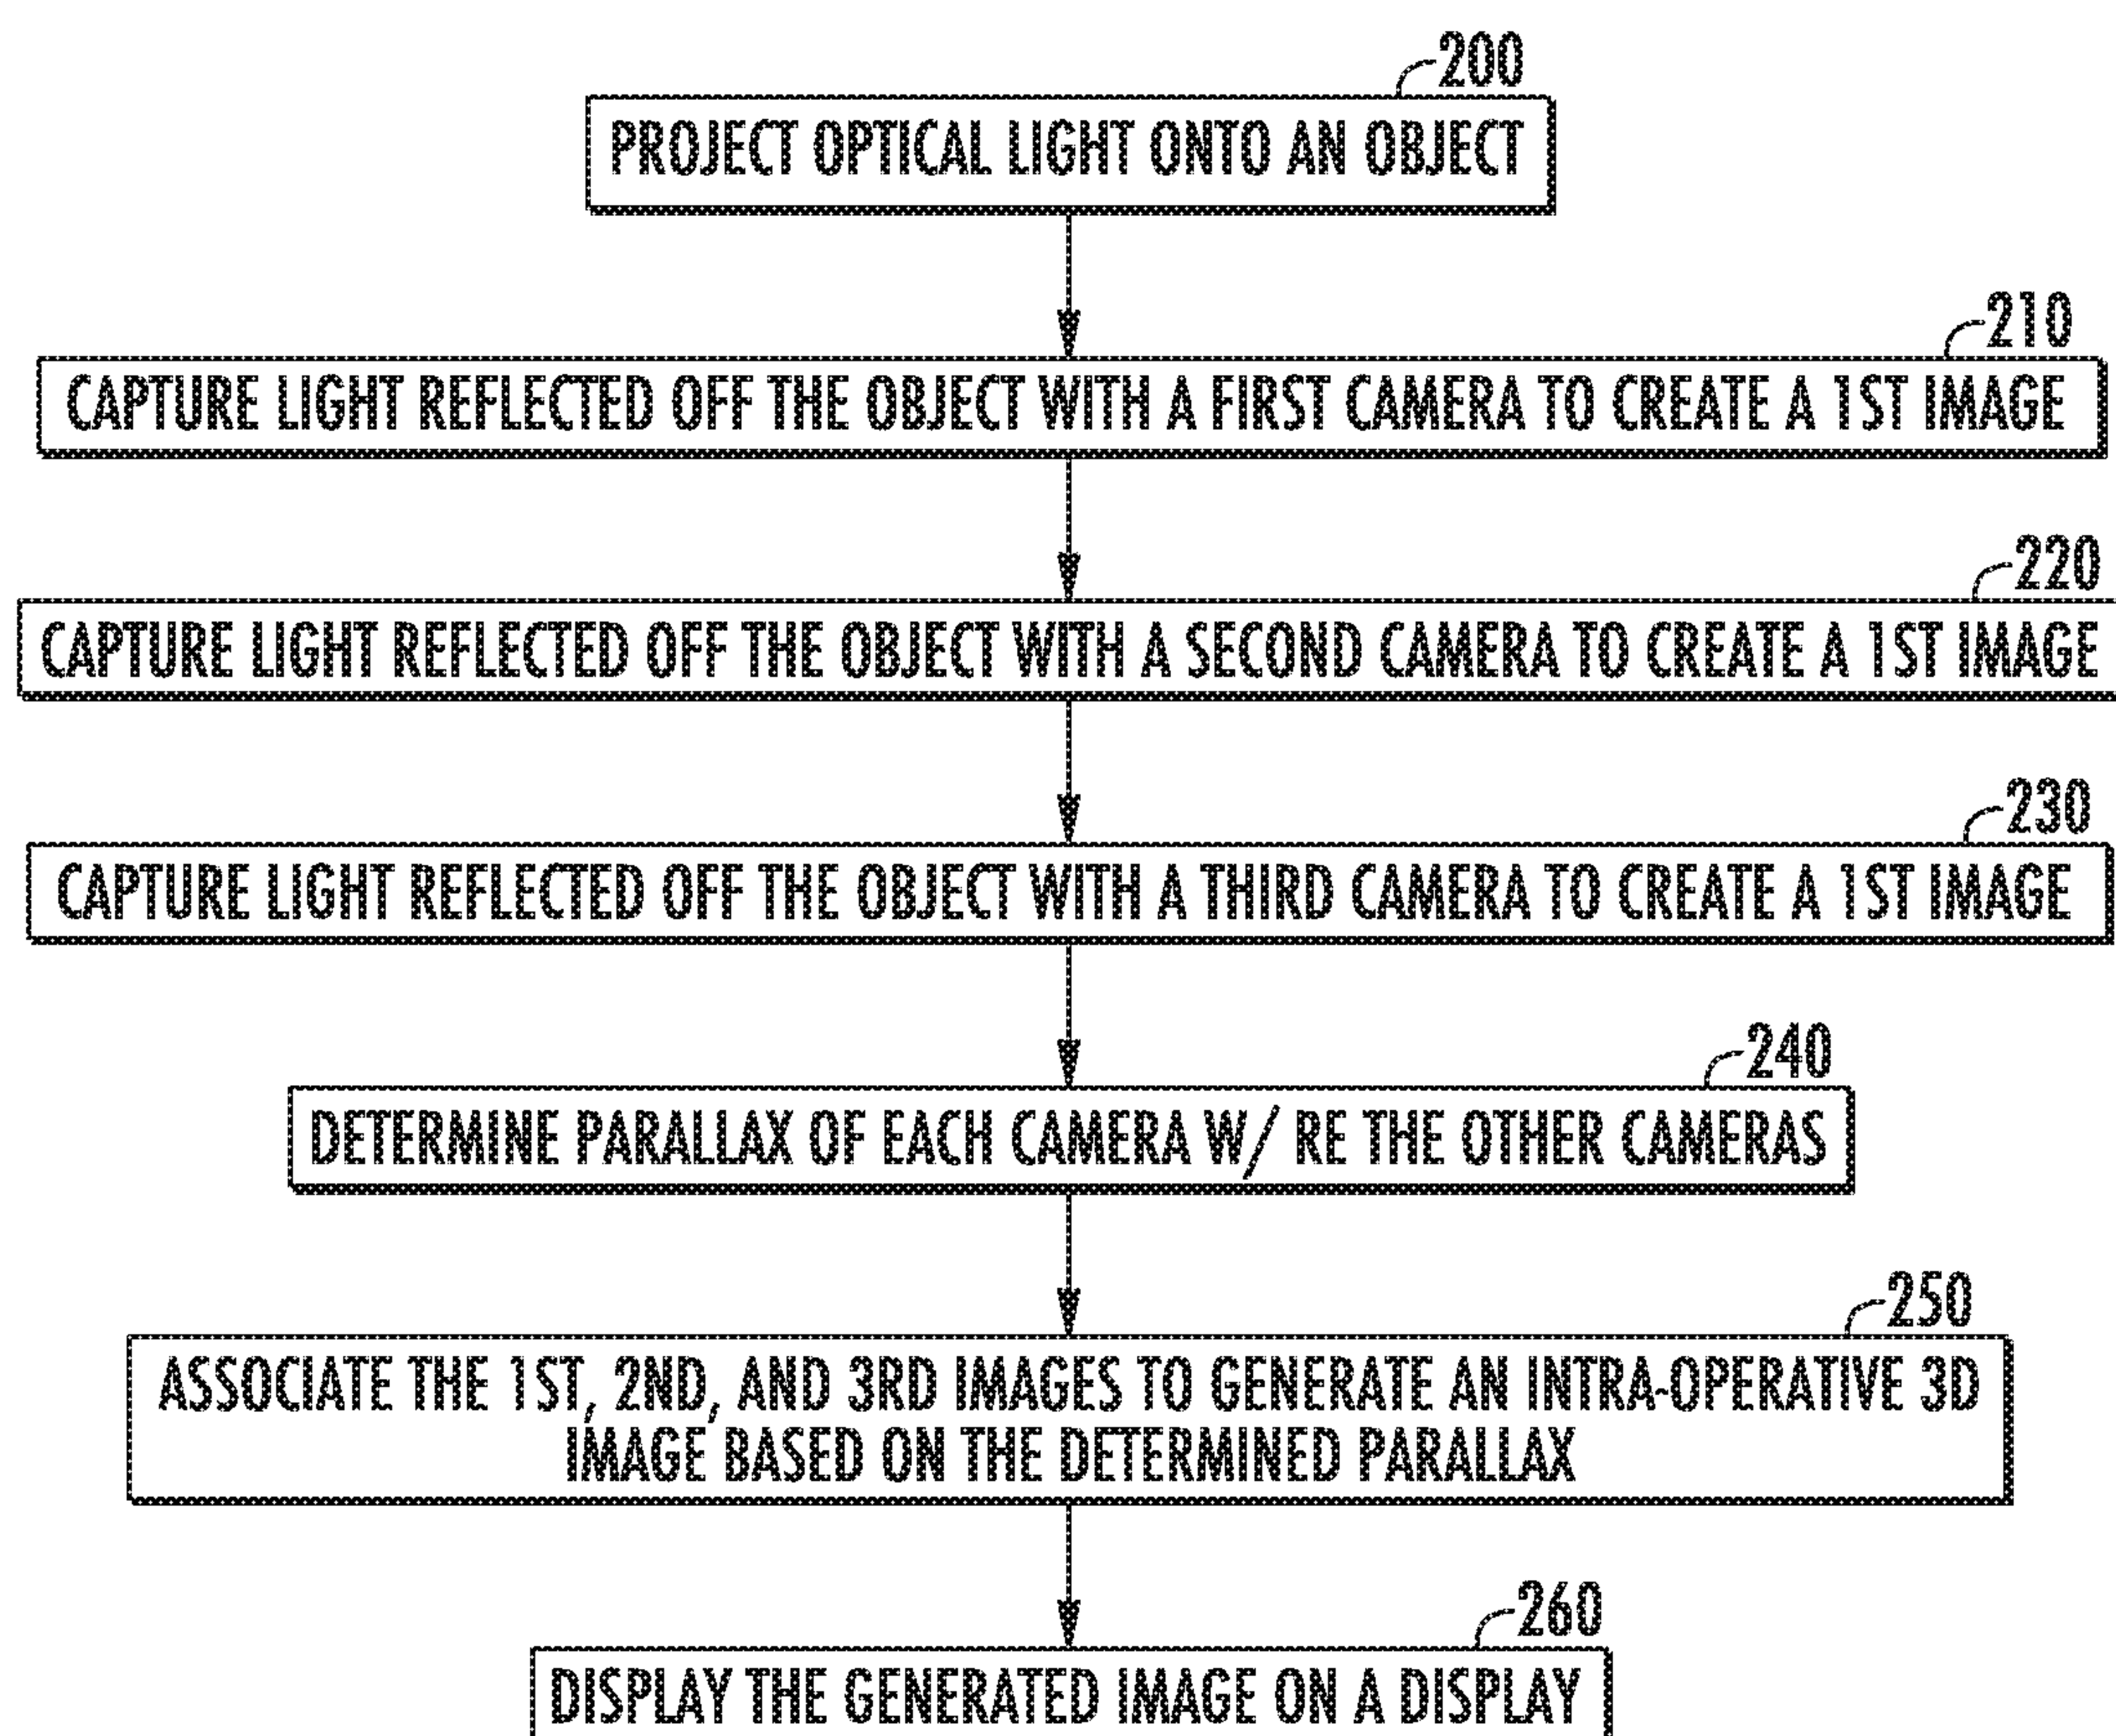 200
PROJECT OPTICAL LIGHT ONTO AN OBJECT
210
CAPTURE LIGHT REFLECTED OFF THE OBJECT WITH A FIRST CAMERA TO CREATE A 1ST IMAGE
220
CAPTURE LIGHT REFLECTED OFF THE OBJECT WITH A SECOND CAMERA TO CREATE A 1ST IMAGE
230
CAPTURE LIGHT REFLECTED OFF THE OBJECT WITH A THIRD CAMERA TO CREATE A 1ST IMAGE
240
DETERMINE PARALLAX OF EACH CAMERA W/ RE THE OTHER CAMERAS
250
ASSOCIATE THE 1ST, 2ND, AND 3RD IMAGES TO GENERATE AN INTRA-OPERATIVE 3D
IMAGE BASED ON THE DETERMINED PARALLAX
260
DISPLAY THE GENERATED IMAGE ON A DISPLAY